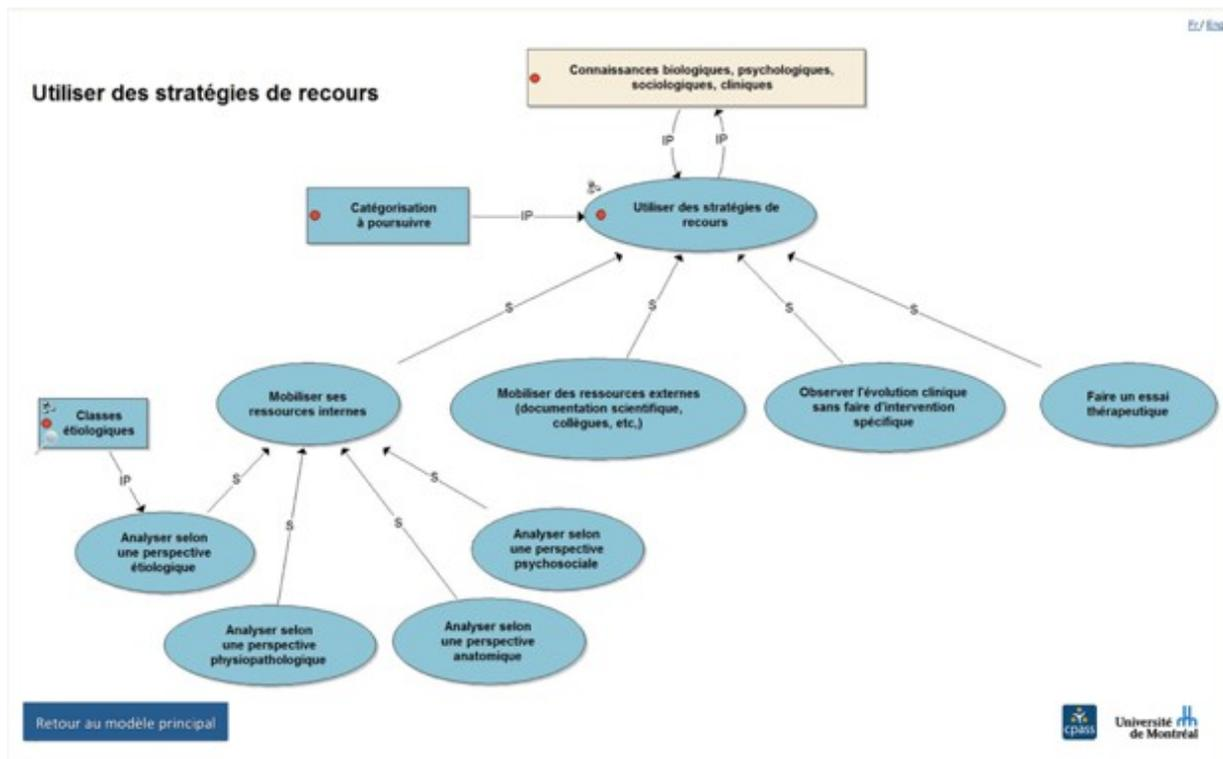 Fr / Eng
Utiliser des stratégies de recours
Connaissances biologiques, psychologiques,
sociologiques, cliniques
IP
IP
Catégorisation
à poursuivre
IP
Utiliser des stratégies de
recours
S
S
S
S
Mobiliser ses
ressources internes
Mobiliser des ressources externes
(documentation scientifique,
collègues, etc,)
Observer l'évolution clinique
sans faire d'intervention
spécifique
Faire un essai
thérapeutique
Classes
étiologiques
IP
S
S
S
S
Analyser selon
une perspective
étiologique
Analyser selon
une perspective
psychosociale
Analyser selon
une perspective
physiopathologique
Analyser selon
une perspective
anatomique
Retour au modèle principal
cpass
Université
de Montréal